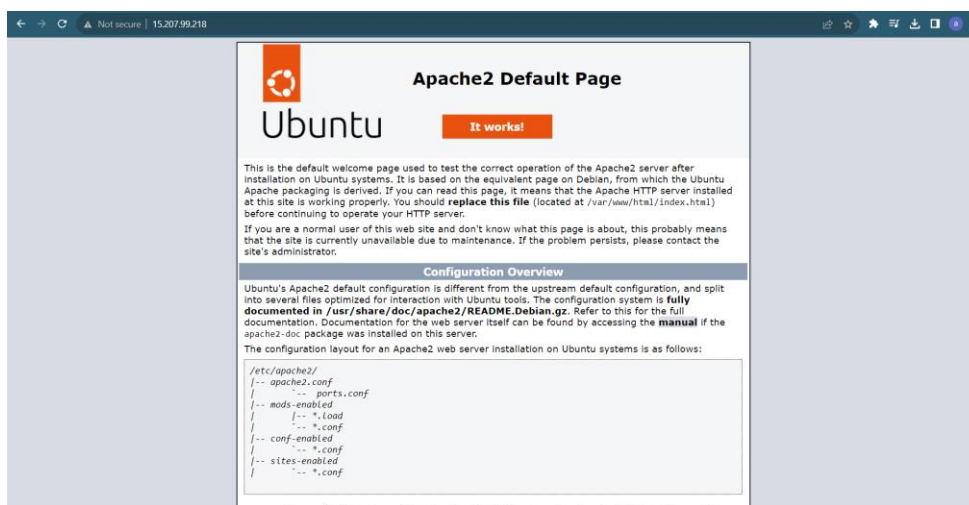 Not secure | 15.207.99.218
Apache2 Default Page
Ubuntu
It works!
This is the default welcome page used to test the correct operation of the Apache2 server after
installation on Ubuntu systems. It is based on the equivalent page on Debian, from which the Ubuntu
Apache packaging is derived. If you can read this page, it means that the Apache HTTP server installed
at this site is working properly. You should replace this file (located at /var/www/html/index.html)
before continuing to operate your HTTP server.
If you are a normal user of this web site and don't know what this page is about, this probably means
that the site is currently unavailable due to maintenance. If the problem persists, please contact the
site's administrator.
Configuration Overview
Ubuntu's Apache2 default configuration is different from the upstream default configuration, and split
into several files optimized for interaction with Ubuntu tools. The configuration system is fully
documented in /usr/share/doc/apache2/README.Debian.gz. Refer to this for the full
documentation. Documentation for the web server itself can be found by accessing the manual if the
apache2-doc package was installed on this server.
The configuration layout for an Apache2 web server installation on Ubuntu systems is as follows:
/etc/apache2/
|-- apache2.conf
|       `--  ports.conf
|-- mods-enabled
|       |-- *.load
|       `-- *.conf
|-- conf-enabled
|       `-- *.conf
|-- sites-enabled
|       `-- *.conf